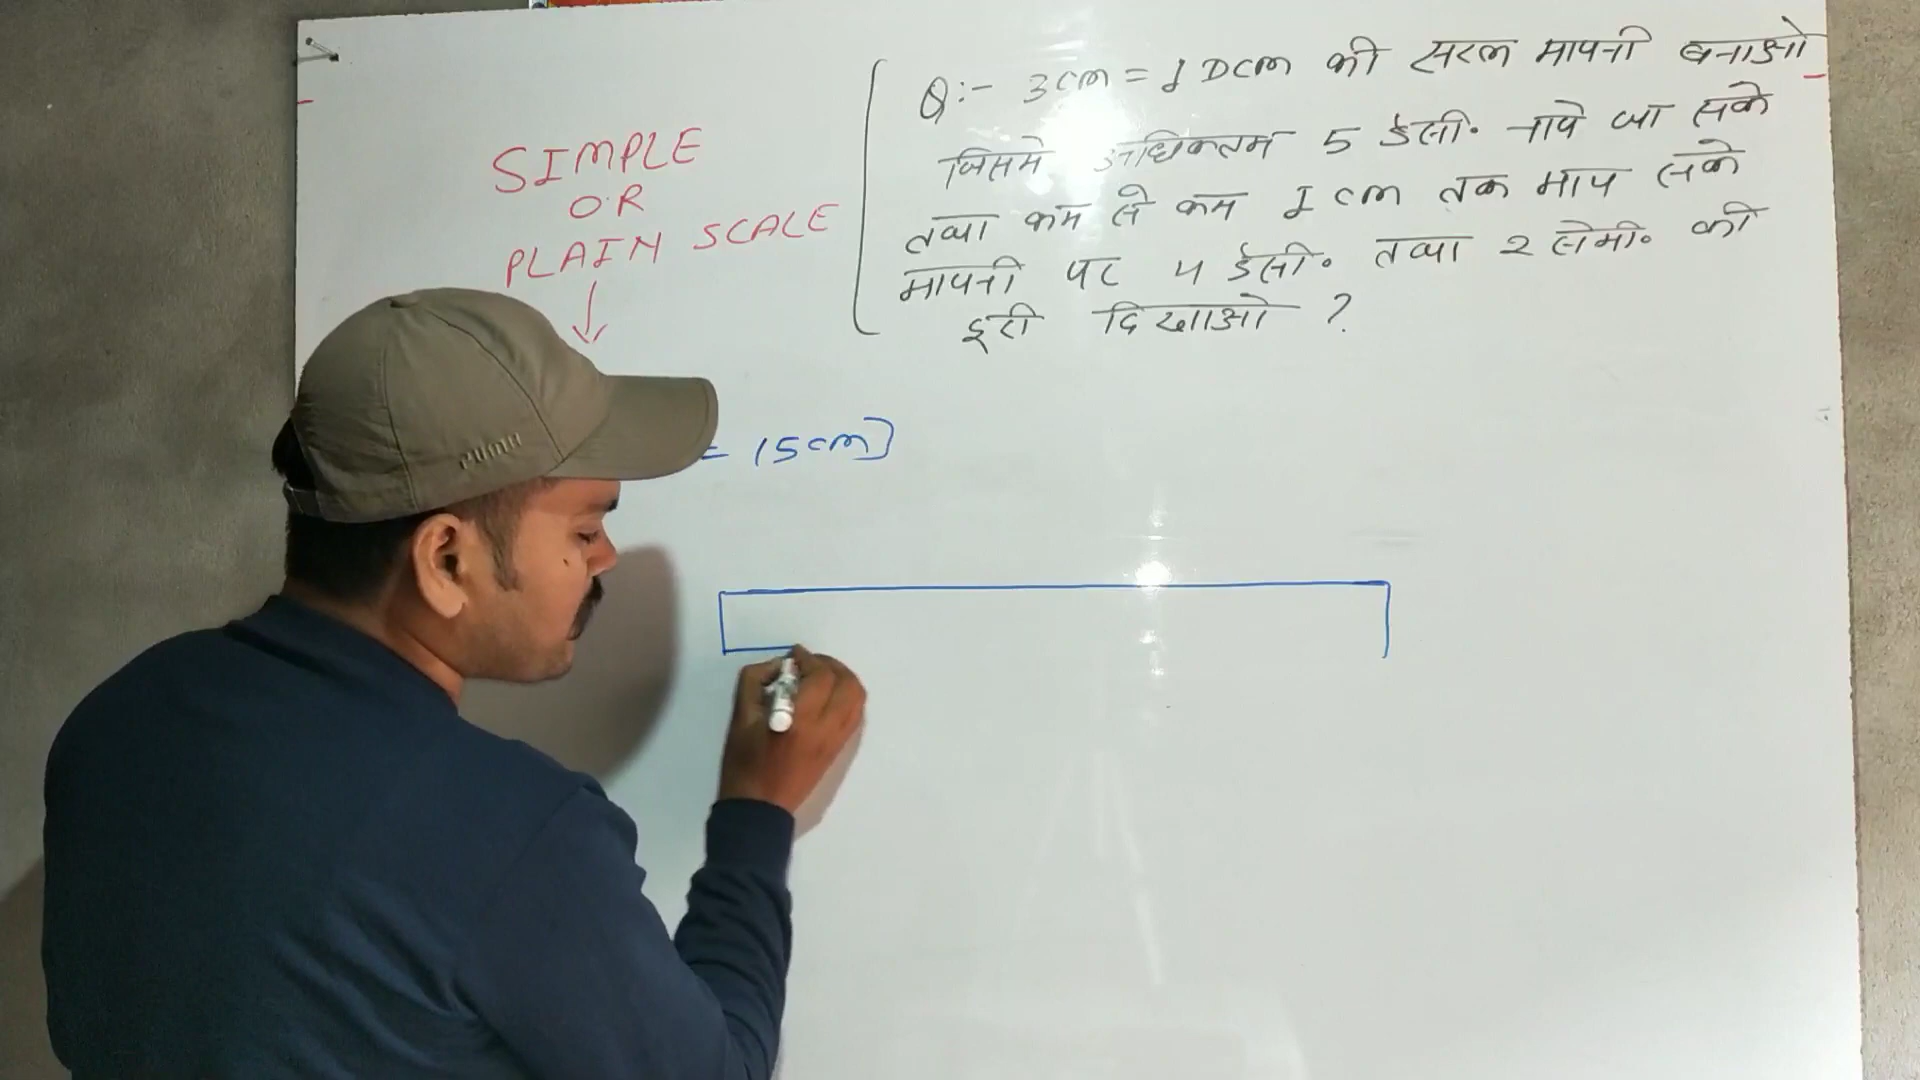 SIMPLE
OR
PLAIN SCALE
Q:- 3cm = 1 Dcm की सरल मापनी बनाओ
जिसमे अधिकतम 5 डेसी. नापे जा सके
तथा कम से कम 1 cm तक माप सके
मापनी पर 4 डेसी. तथा 2 सेमी. की
दूरी दिखाओ ?
= 15cm]
PUMA